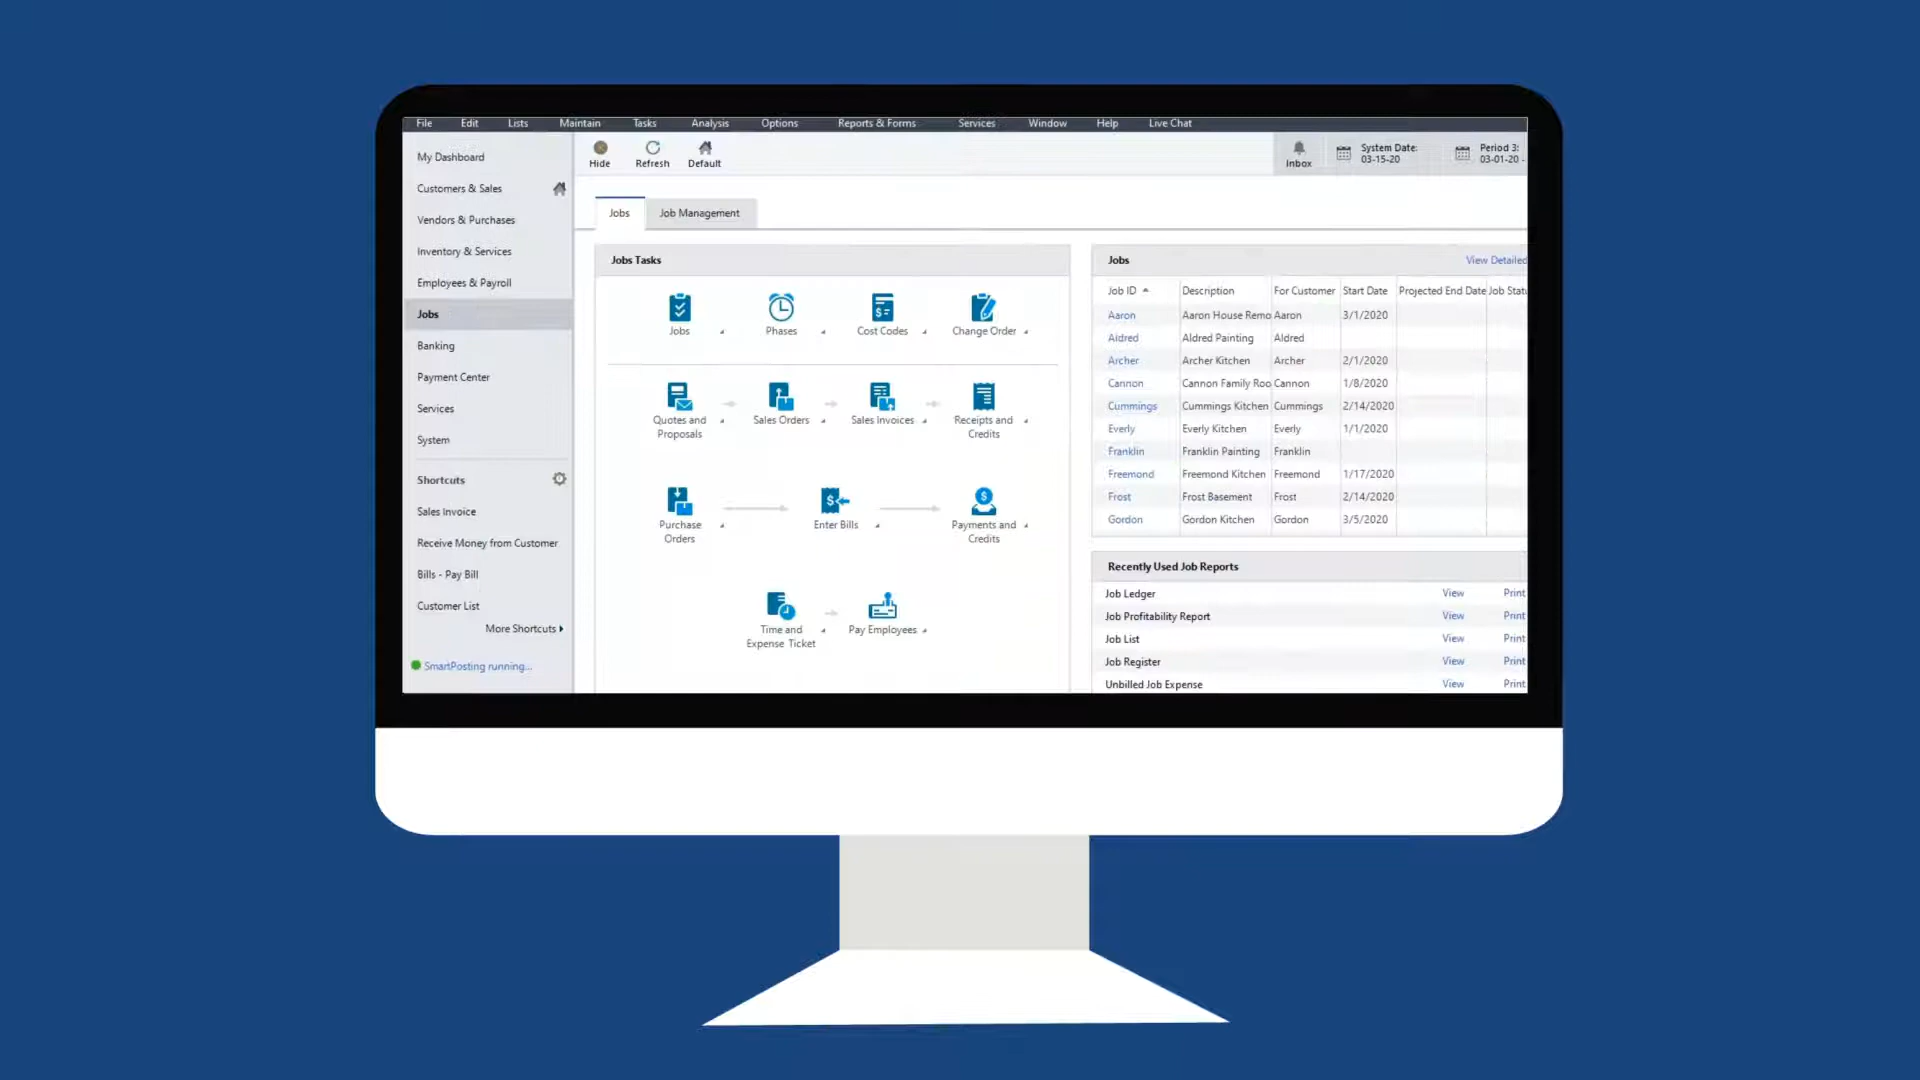 File Edit Lists Maintain Tasks Analysis Options Reports & Forms Services Window Help Live Chat
My Dashboard
Customers & Sales
Vendors & Purchases
Inventory & Services
Employees & Payroll
Jobs
Banking
Payment Center
Services
System
Shortcuts
Sales Invoice
Receive Money from Customer
Bills - Pay Bill
Customer List
More Shortcuts
SmartPosting running...
Hide Refresh Default
Inbox
System Date:
03-15-20
Period 3:
03-01-20 -
Jobs Job Management
Jobs Tasks
Jobs Phases Cost Codes Change Order
Quotes and
Proposals
Sales Orders
Sales Invoices
Receipts and
Credits
Purchase
Orders
Enter Bills
Payments and
Credits
Time and
Expense Ticket
Pay Employees
Jobs View Detailed
Job ID Description For Customer Start Date Projected End Date Job Statu
Aaron Aaron House Remo Aaron 3/1/2020
Aldred Aldred Painting Aldred
Archer Archer Kitchen Archer 2/1/2020
Cannon Cannon Family Roo Cannon 1/8/2020
Cummings Cummings Kitchen Cummings 2/14/2020
Everly Everly Kitchen Everly 1/1/2020
Franklin Franklin Painting Franklin
Freemond Freemond Kitchen Freemond 1/17/2020
Frost Frost Basement Frost 2/14/2020
Gordon Gordon Kitchen Gordon 3/5/2020
Recently Used Job Reports
Job Ledger View Print
Job Profitability Report View Print
Job List View Print
Job Register View Print
Unbilled Job Expense View Print